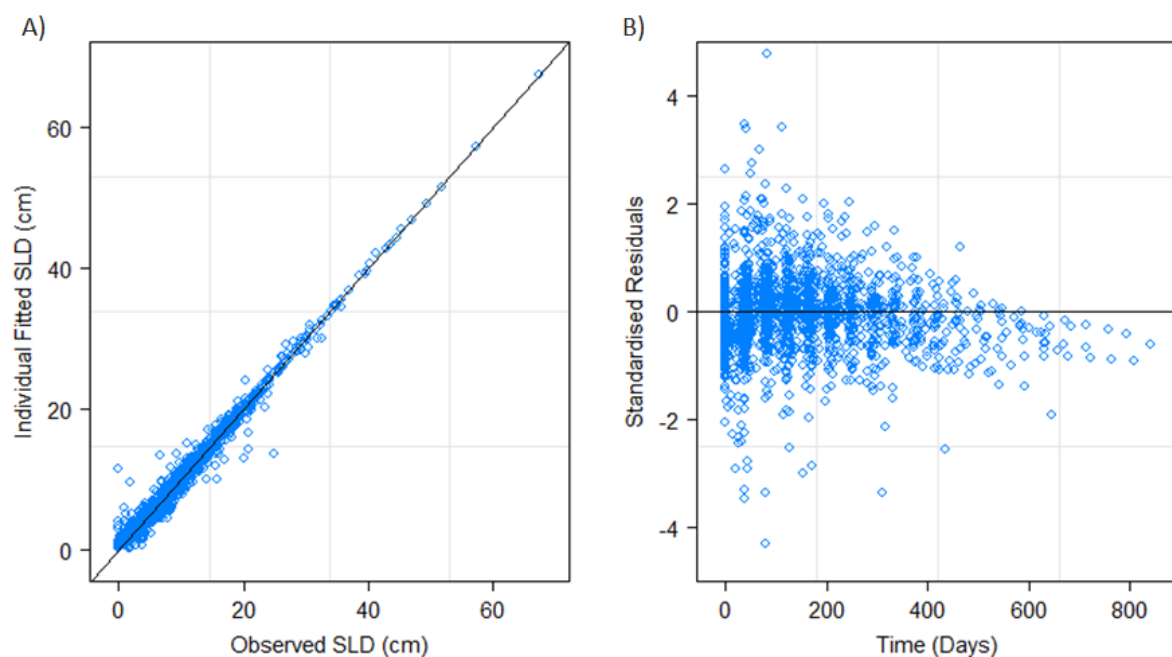 A)
Individual Fitted SLD (cm)
60
40
20
0
0 20 40 60
Observed SLD (cm)
B)
Standardised Residuals
4
2
0
-2
-4
0 200 400 600 800
Time (Days)